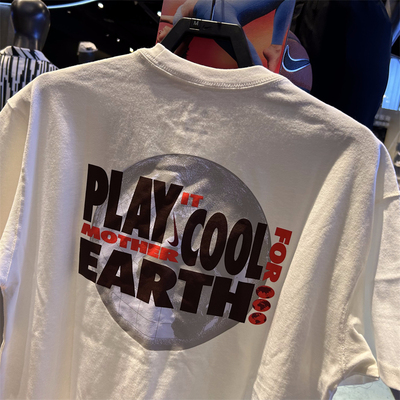 PLAY IT
COOL FOR
MOTHER
EARTH